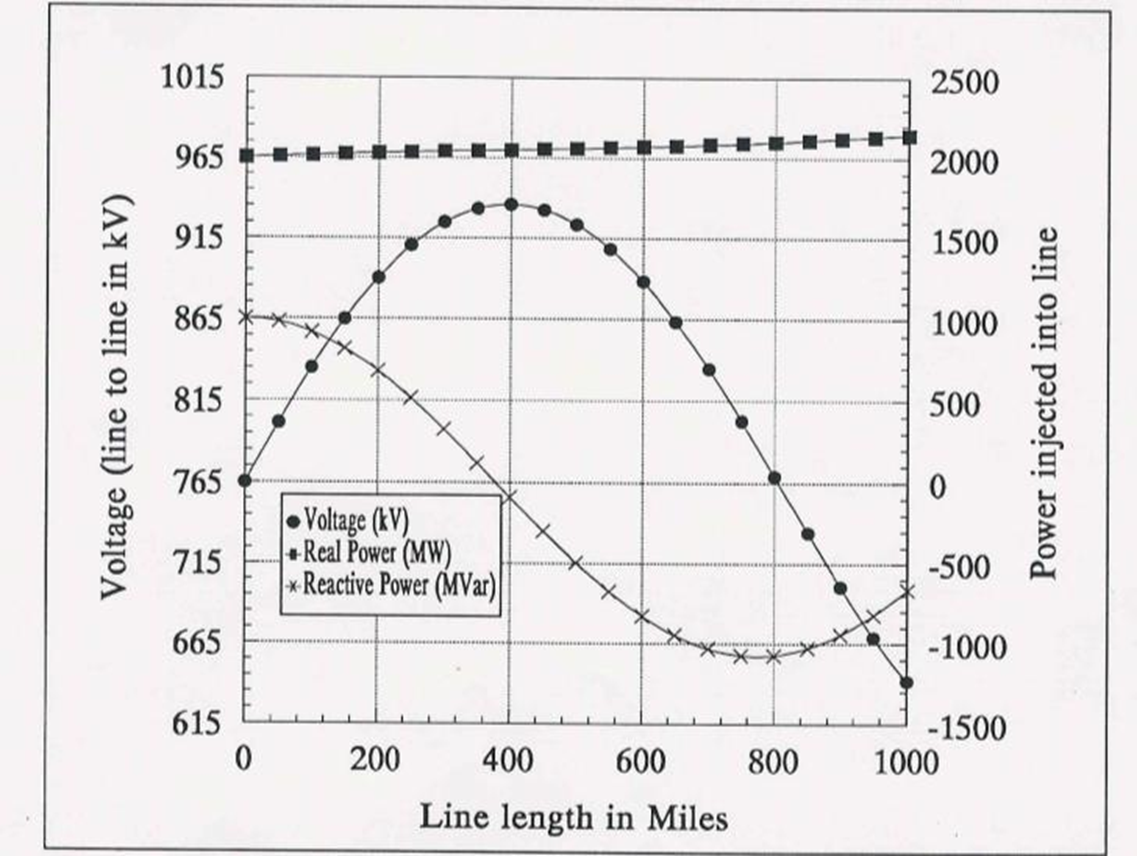 1015
965
915
865
815
765
715
665
615
Voltage (line to line in kV)
2500
2000
1500
1000
500
0
-500
-1000
-1500
Power injected into line
Voltage (kV)
Real Power (MW)
Reactive Power (MVar)
0 200 400 600 800 1000
Line length in Miles